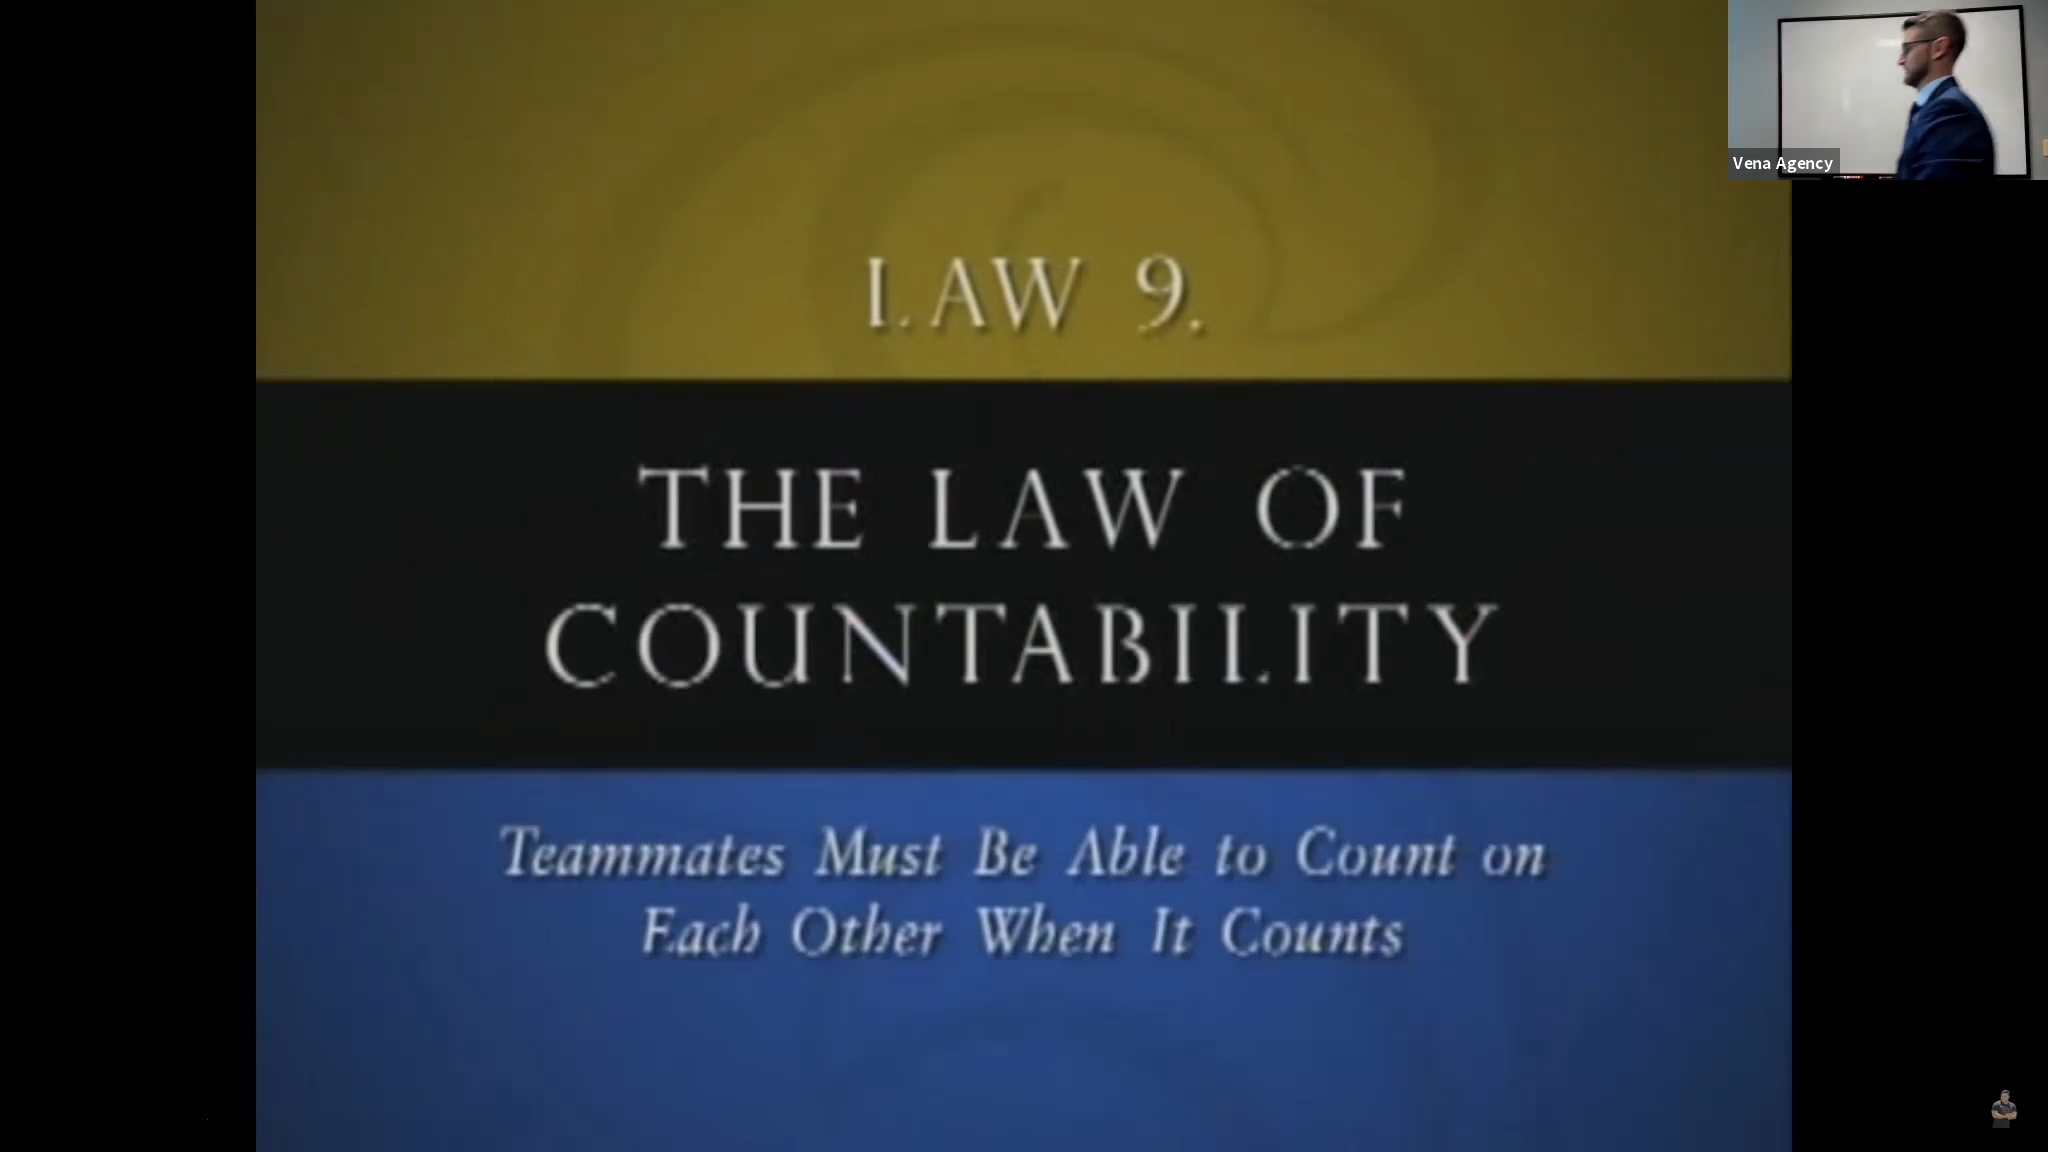 LAW 9.
THE LAW OF
COUNTABILITY
Teammates Must Be Able to Count on
Each Other When It Counts
Vena Agency